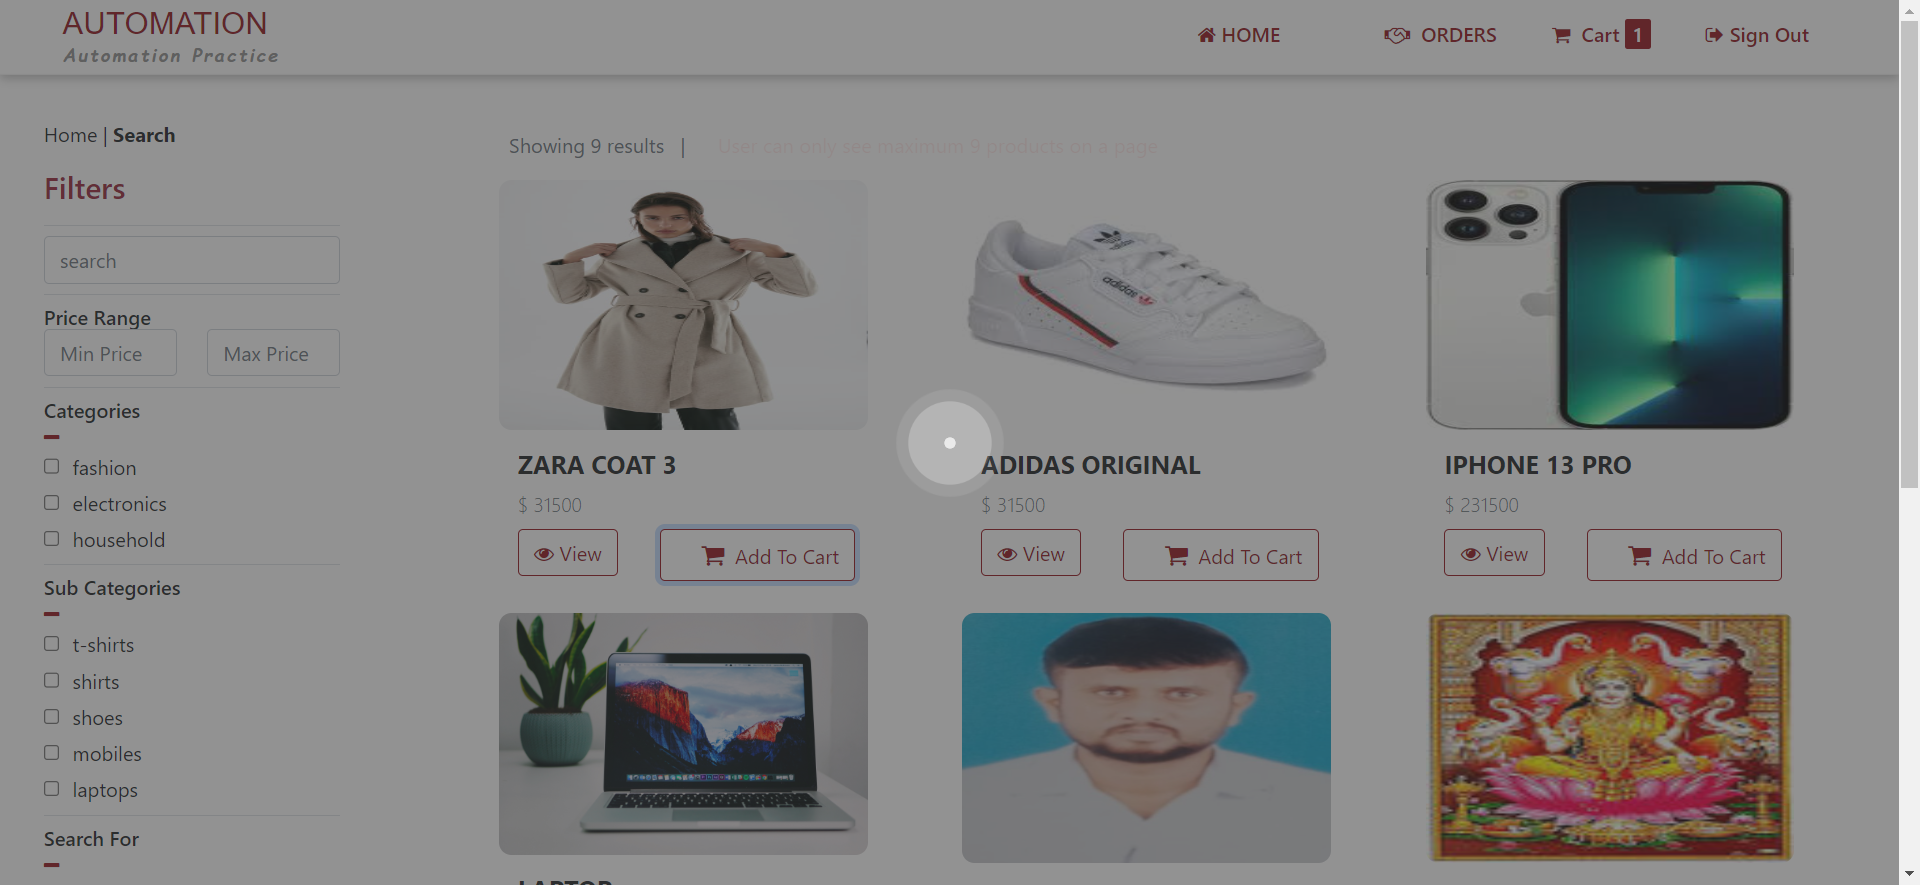 AUTOMATION
Automation Practice
HOME
ORDERS
Cart 1
Sign Out
Home | Search
Showing 9 results |
User can only see maximum 9 products on a page
Filters
search
Price Range
Min Price
Max Price
Categories
fashion
electronics
household
Sub Categories
t-shirts
shirts
shoes
mobiles
laptops
Search For
adidas
adidas
ZARA COAT 3
$ 31500
View
Add To Cart
ADIDAS ORIGINAL
$ 31500
View
Add To Cart
IPHONE 13 PRO
$ 231500
View
Add To Cart
LAPTOP